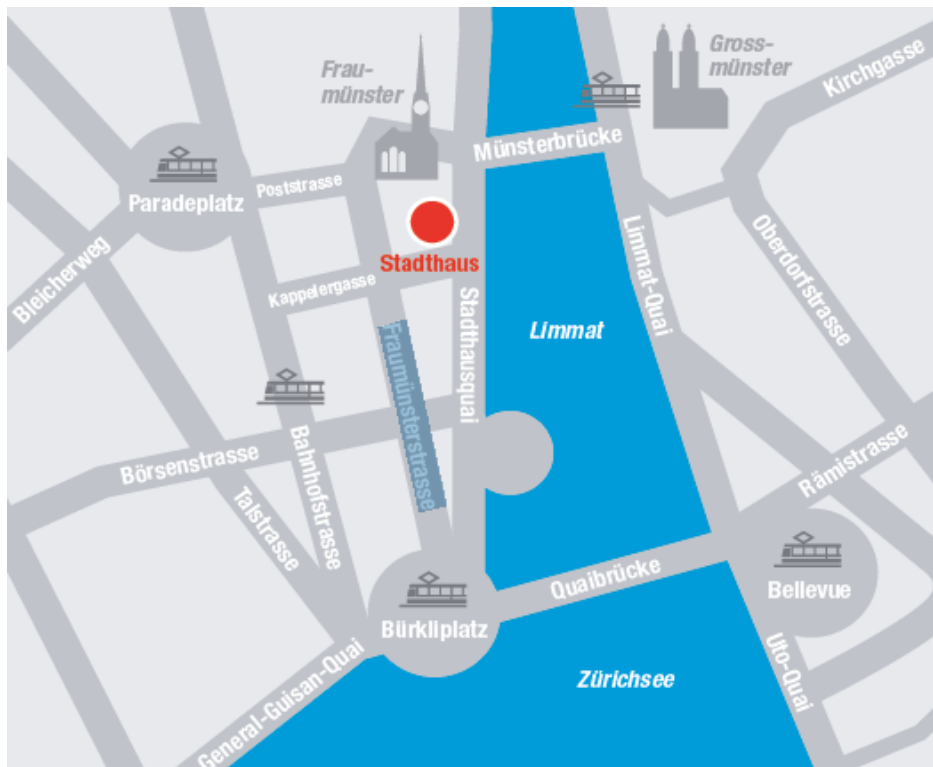 Frau-
münster
Gross-
münster
Kirchgasse
Münsterbrücke
Poststrasse
Paradeplatz
Bleicherweg
Stadthaus
Kappelergasse
Limmat-Quai
Oberdorfstrasse
Limmat
Stadthausquai
Fraumünsterstrasse
Börsenstrasse
Bahnhofstrasse
Talstrasse
Rämistrasse
Quaibrücke
Bellevue
Bürkliplatz
General-Guisan-Quai
Zürichsee
Uto-Quai